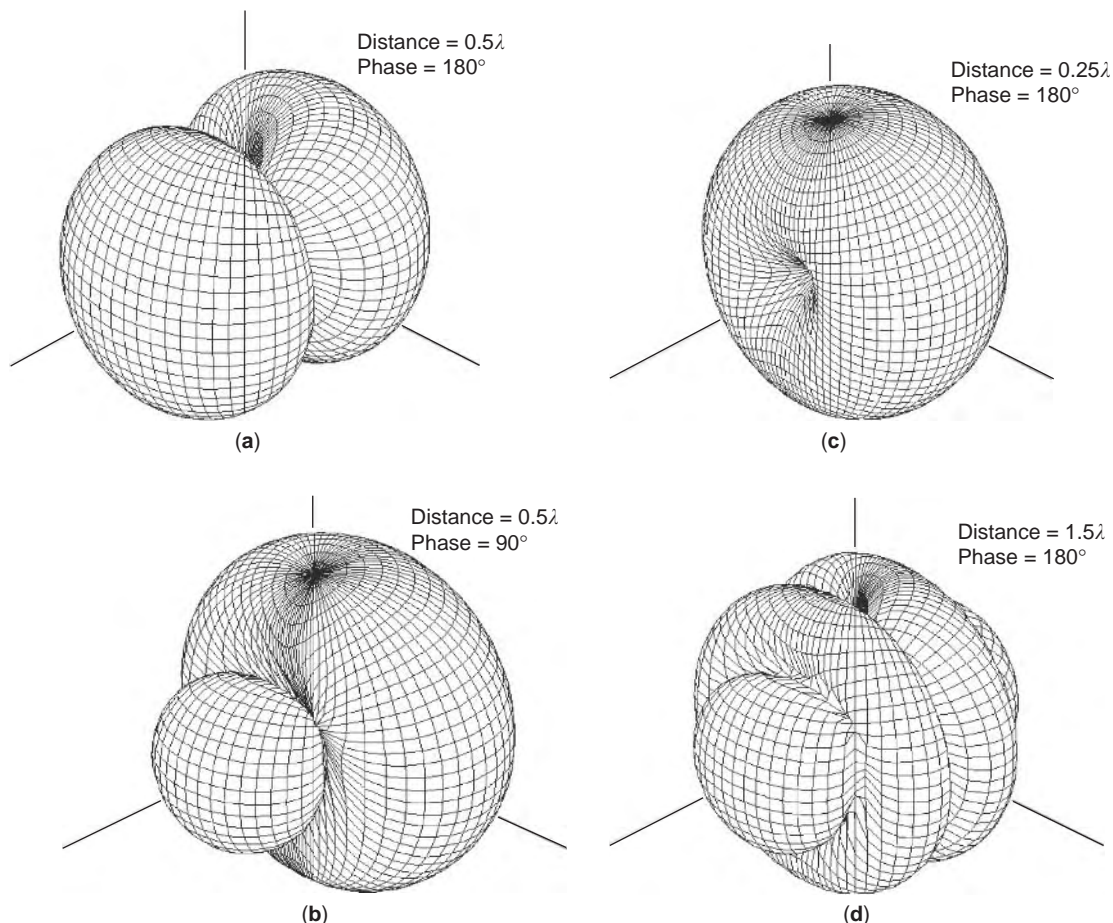 Distance = 0.5λ
Phase = 180°
(a)
Distance = 0.25λ
Phase = 180°
(c)
Distance = 0.5λ
Phase = 90°
(b)
Distance = 1.5λ
Phase = 180°
(d)